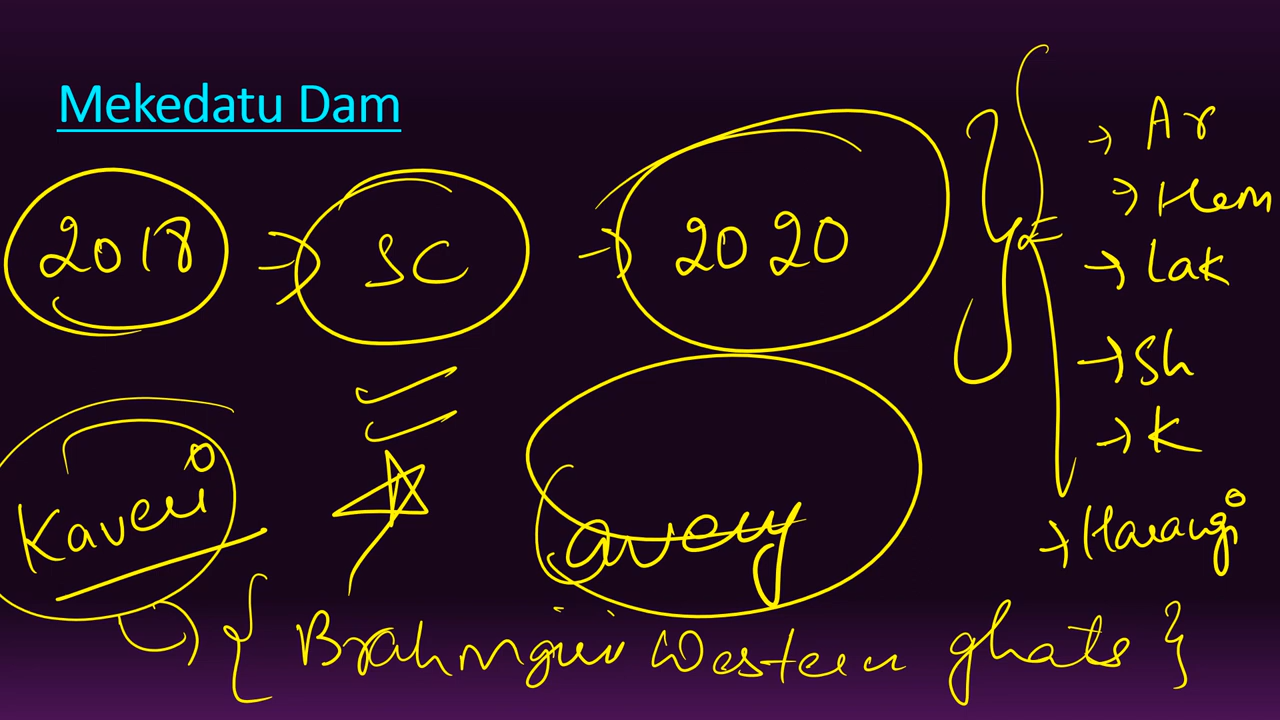 Mekedatu Dam
2018 → SC → 2020
→ Ar
→ Hem
→ Lak
→ Sh
→ K
→ Harangi
Kaveri
Cavery
{ Brahmgiri Western ghats }